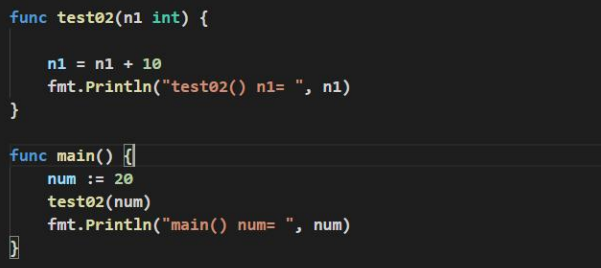 func test02(n1 int) {
n1 = n1 + 10
fmt.Println("test02() n1= ", n1)
}
func main() {
num := 20
test02(num)
fmt.Println("main() num= ", num)
}